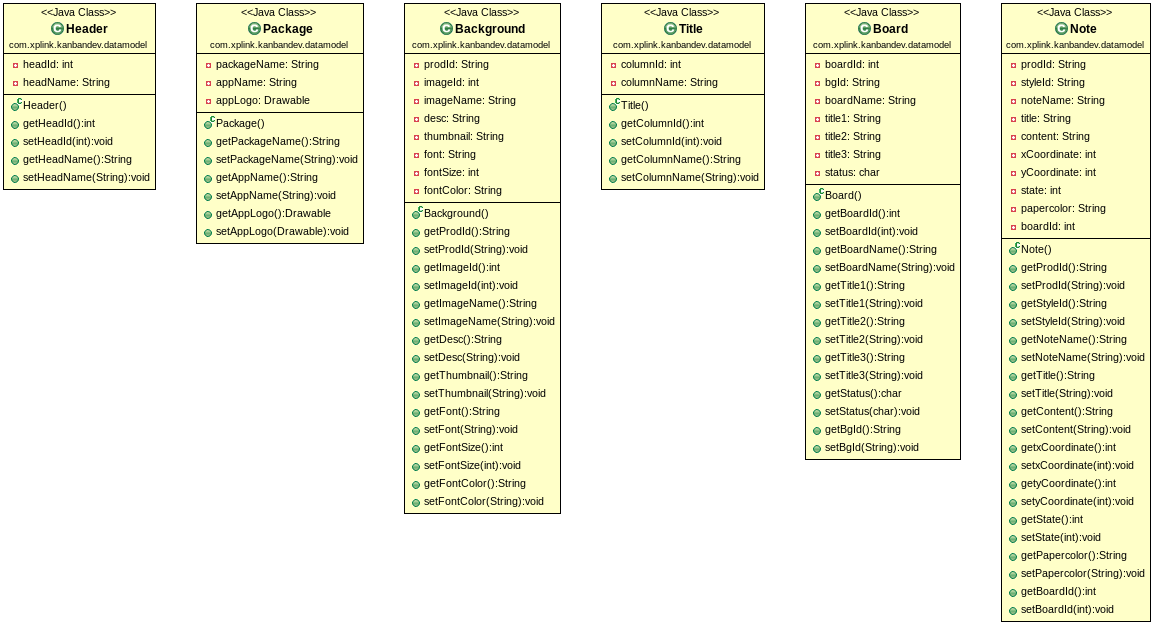 <<Java Class>>
C Header
com.xplink.kanbandev.datamodel
headId: int
headName: String
c Header()
getHeadId():int
setHeadId(int):void
getHeadName():String
setHeadName(String):void
<<Java Class>>
C Package
com.xplink.kanbandev.datamodel
packageName: String
appName: String
appLogo: Drawable
c Package()
getPackageName():String
setPackageName(String):void
getAppName():String
setAppName(String):void
getAppLogo():Drawable
setAppLogo(Drawable):void
<<Java Class>>
C Background
com.xplink.kanbandev.datamodel
prodId: String
imageId: int
imageName: String
desc: String
thumbnail: String
font: String
fontSize: int
fontColor: String
c Background()
getProdId():String
setProdId(String):void
getImageId():int
setImageId(int):void
getImageName():String
setImageName(String):void
getDesc():String
setDesc(String):void
getThumbnail():String
setThumbnail(String):void
getFont():String
setFont(String):void
getFontSize():int
setFontSize(int):void
getFontColor():String
setFontColor(String):void
<<Java Class>>
C Title
com.xplink.kanbandev.datamodel
columnId: int
columnName: String
c Title()
getColumnId():int
setColumnId(int):void
getColumnName():String
setColumnName(String):void
<<Java Class>>
C Board
com.xplink.kanbandev.datamodel
boardId: int
bgId: String
boardName: String
title1: String
title2: String
title3: String
status: char
c Board()
getBoardId():int
setBoardId(int):void
getBoardName():String
setBoardName(String):void
getTitle1():String
setTitle1(String):void
getTitle2():String
setTitle2(String):void
getTitle3():String
setTitle3(String):void
getStatus():char
setStatus(char):void
getBgId():String
setBgId(String):void
<<Java Class>>
C Note
com.xplink.kanbandev.datamodel
prodId: String
styleId: String
noteName: String
title: String
content: String
xCoordinate: int
yCoordinate: int
state: int
papercolor: String
boardId: int
c Note()
getProdId():String
setProdId(String):void
getStyleId():String
setStyleId(String):void
getNoteName():String
setNoteName(String):void
getTitle():String
setTitle(String):void
getContent():String
setContent(String):void
getxCoordinate():int
setxCoordinate(int):void
getyCoordinate():int
setyCoordinate(int):void
getState():int
setState(int):void
getPapercolor():String
setPapercolor(String):void
getBoardId():int
setBoardId(int):void